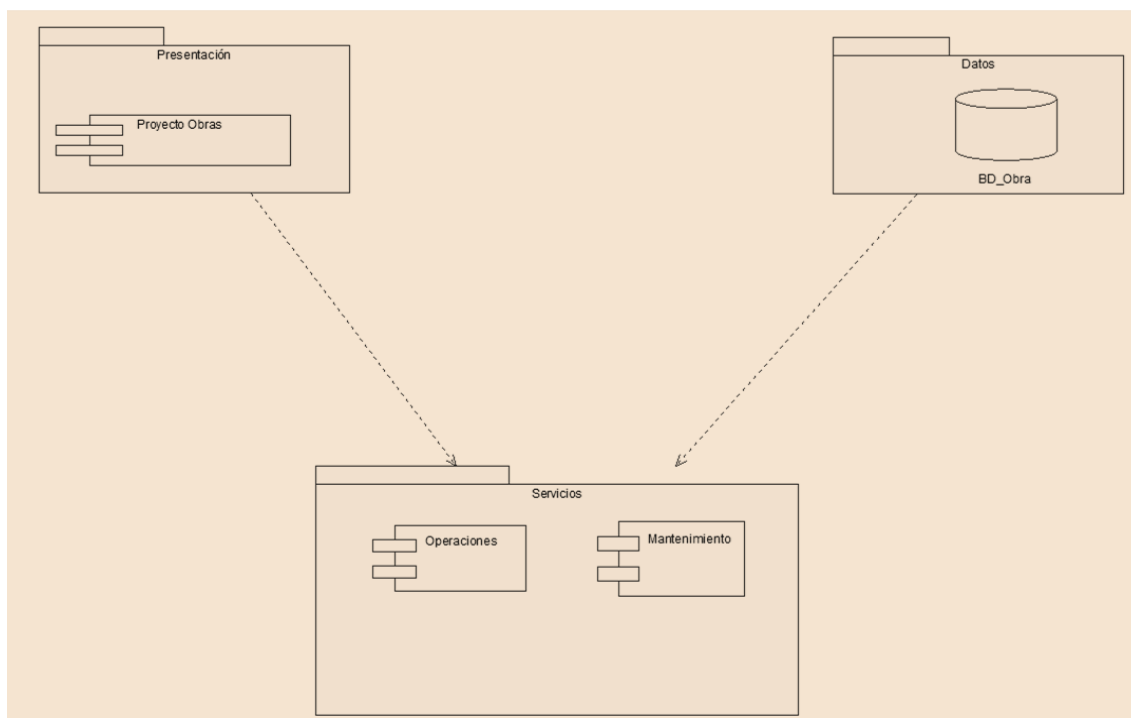 Presentación
Proyecto Obras
Datos
BD_Obra
Servicios
Operaciones
Mantenimiento